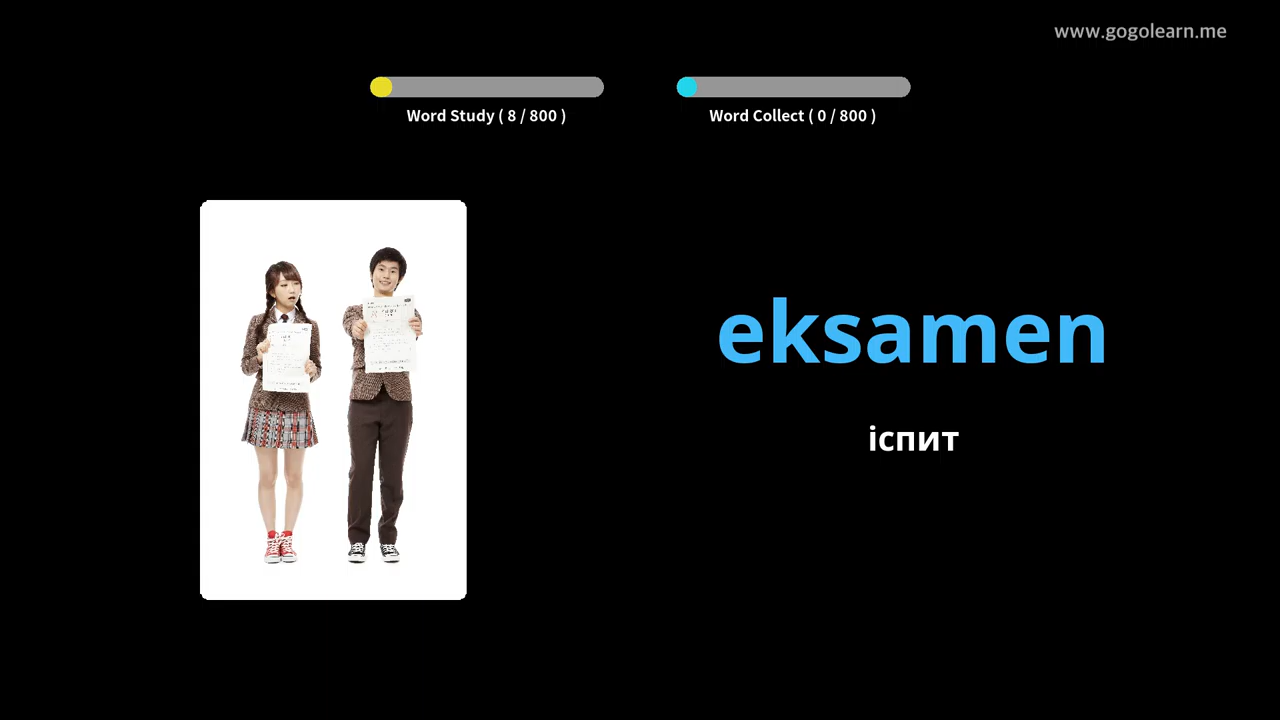 www.gogolearn.me
Word Study ( 8 / 800 )
Word Collect ( 0 / 800 )
eksamen
іспит